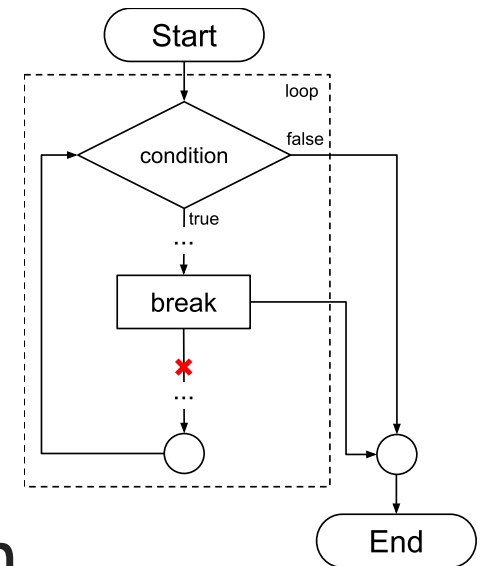 Start
loop
condition
false
true
...
break
...
End